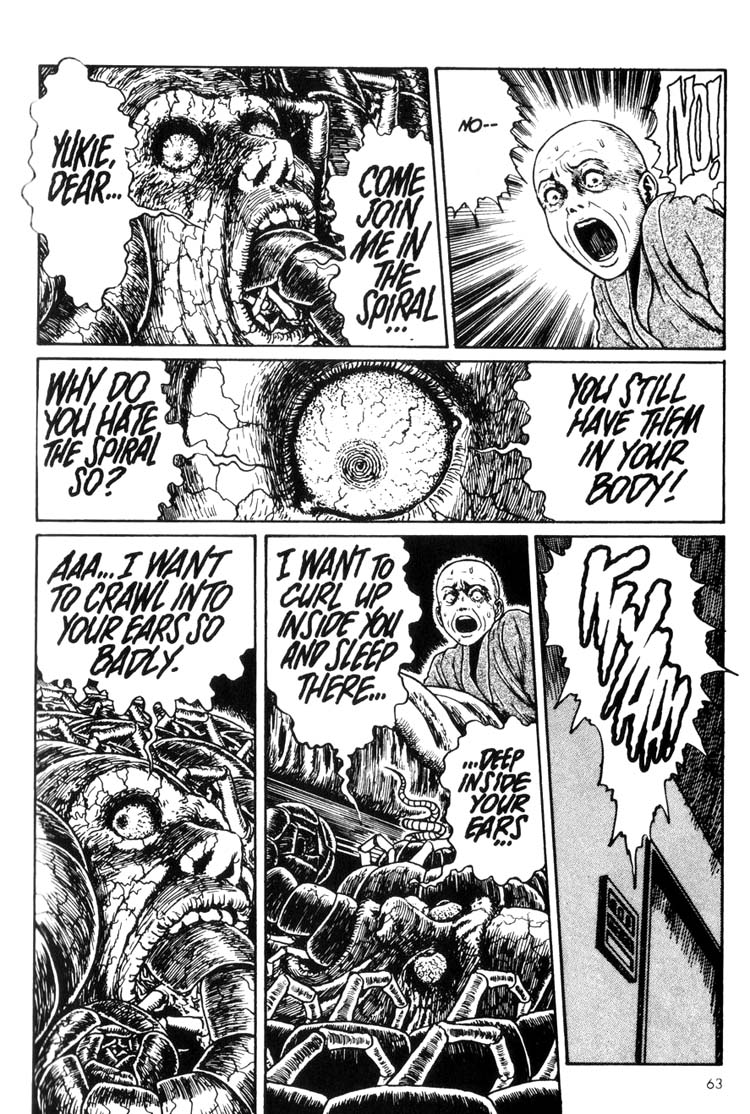 YUKIE,
DEAR...
COME
JOIN
ME IN
THE
SPIRAL
...
NO--
NO!
WHY DO
YOU HATE
THE SPIRAL
SO?
YOU STILL
HAVE THEM
IN YOUR
BODY!
AAA... I WANT
TO CRAWL INTO
YOUR EARS SO
BADLY.
I WANT TO
CURL UP
INSIDE YOU
AND SLEEP
THERE...
...DEEP
INSIDE
YOUR
EARS
...
63